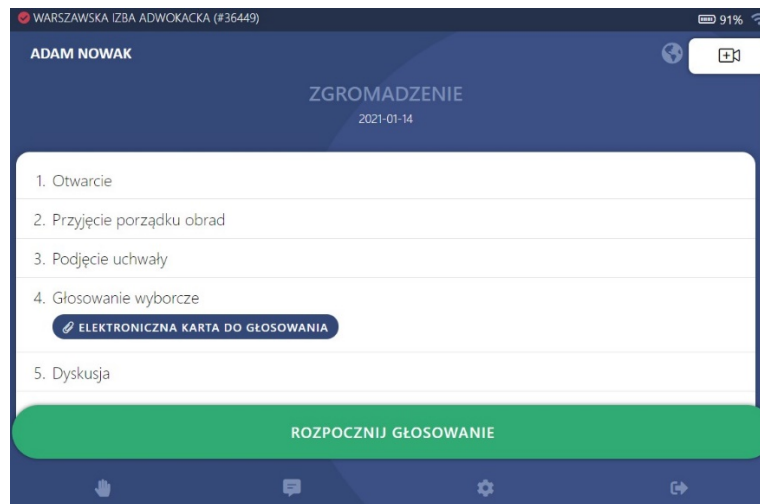 WARSZAWSKA IZBA ADWOKACKA (#36449)
91%
ADAM NOWAK
ZGROMADZENIE
2021-01-14
1. Otwarcie
2. Przyjęcie porządku obrad
3. Podjęcie uchwały
4. Głosowanie wyborcze
ELEKTRONICZNA KARTA DO GŁOSOWANIA
5. Dyskusja
ROZPOCZNIJ GŁOSOWANIE